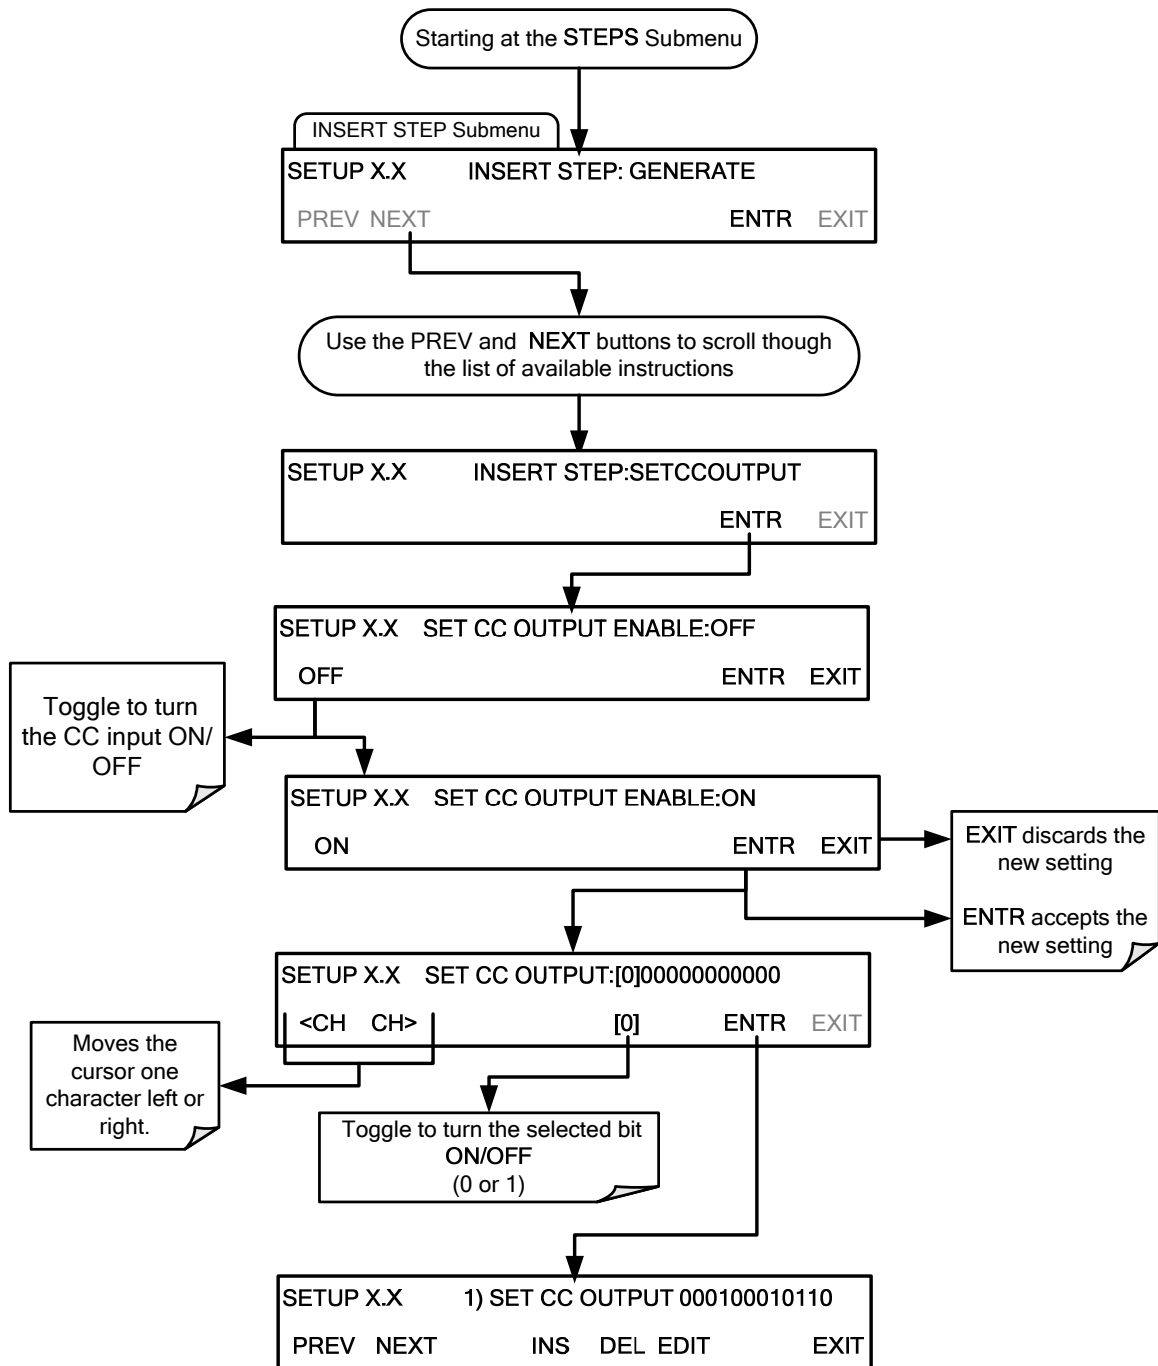 Starting at the STEPS Submenu
INSERT STEP Submenu
SETUP X.X INSERT STEP: GENERATE
PREV NEXT ENTR EXIT
Use the PREV and NEXT buttons to scroll though
the list of available instructions
SETUP X.X INSERT STEP:SETCCOUTPUT
ENTR EXIT
SETUP X.X SET CC OUTPUT ENABLE:OFF
OFF ENTR EXIT
Toggle to turn
the CC input ON/
OFF
SETUP X.X SET CC OUTPUT ENABLE:ON
ON ENTR EXIT
EXIT discards the
new setting
ENTR accepts the
new setting
SETUP X.X SET CC OUTPUT:[0]00000000000
<CH CH> [0] ENTR EXIT
Moves the
cursor one
character left or
right.
Toggle to turn the selected bit
ON/OFF
(0 or 1)
SETUP X.X 1) SET CC OUTPUT 000100010110
PREV NEXT INS DEL EDIT EXIT